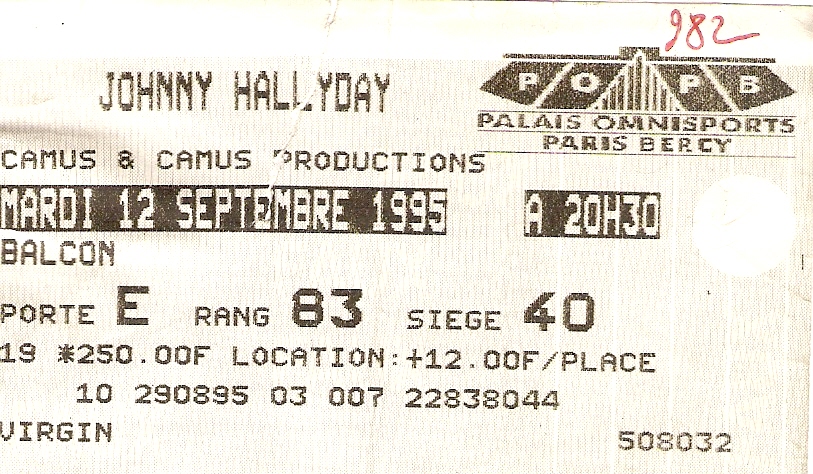 982
JOHNNY HALLYDAY
POPB
PALAIS OMNISPORTS
PARIS BERCY
CAMUS & CAMUS PRODUCTIONS
MARDI 12 SEPTEMBRE 1995 A 20H30
BALCON
PORTE E RANG 83 SIEGE 40
19 *250.00F LOCATION:+12.00F/PLACE
10 290895 03 007 22838044
VIRGIN
508032